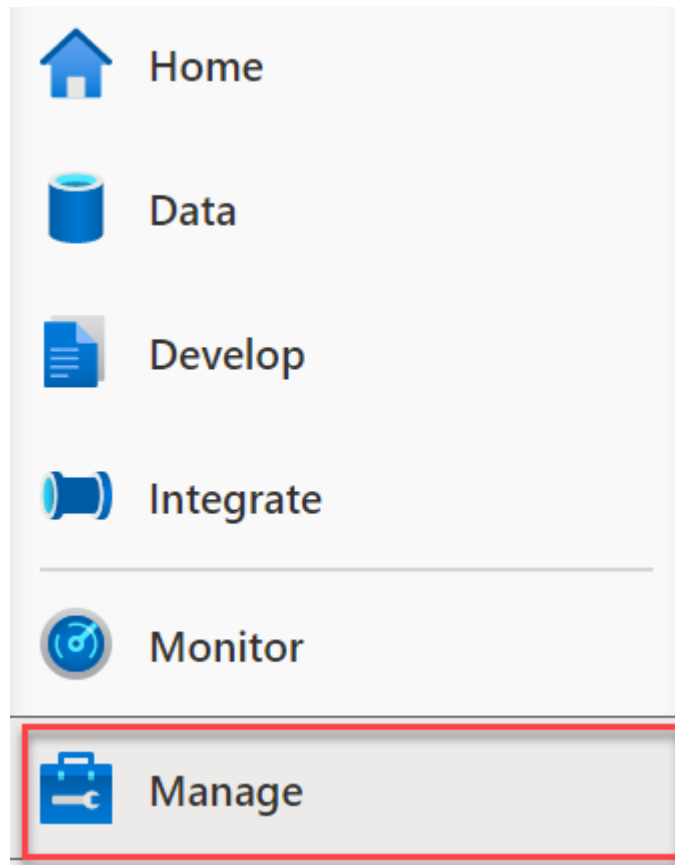 Home
Data
Develop
Integrate
Monitor
Manage